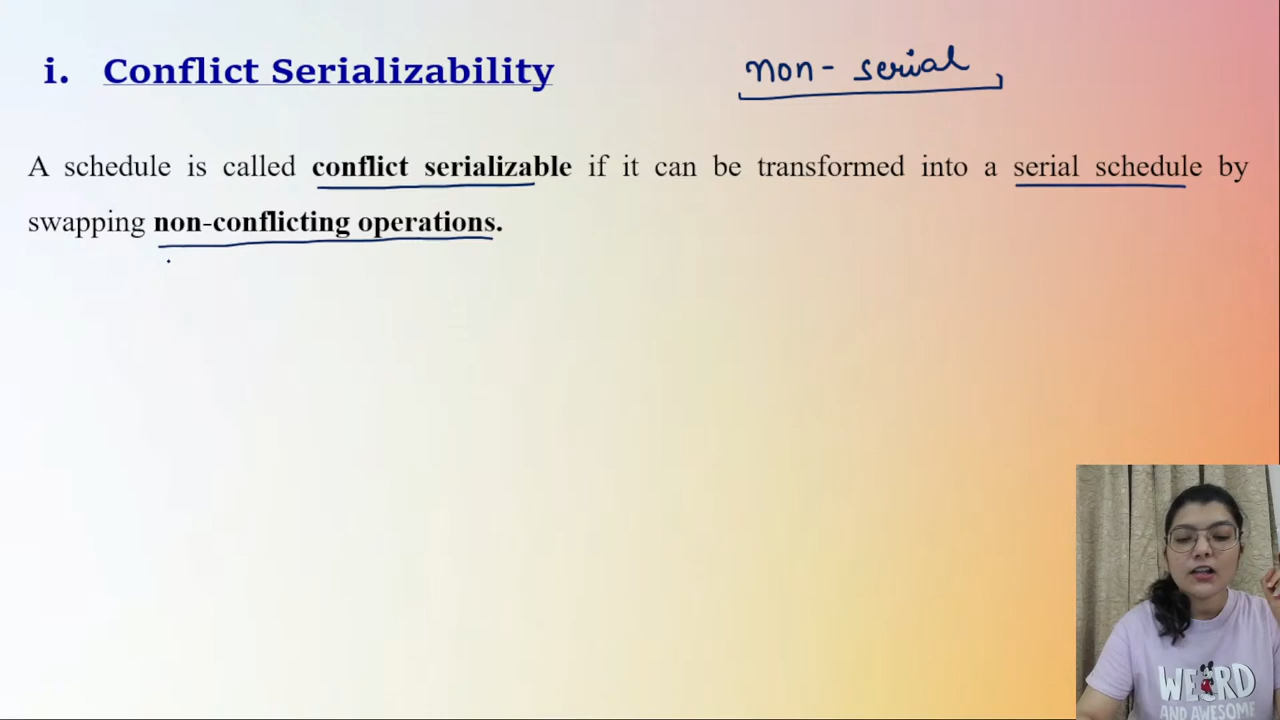 i. Conflict Serializability
non- serial
A schedule is called conflict serializable if it can be transformed into a serial schedule by
swapping non-conflicting operations.
WEIRD
AND AWESOME